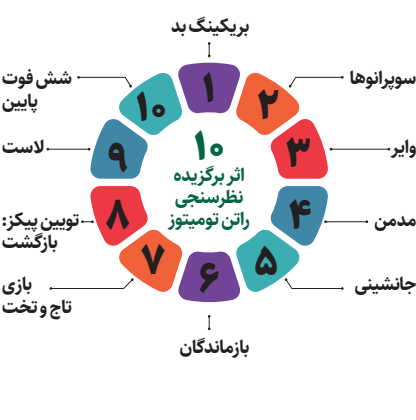 ۱۰
اثر برگزیده
نظرسنجی
راتن تومیتوز
۱
بریکینگ بد
۲
سوپرانوها
۳
وایر
۴
مدمن
۵
جانشینی
۶
بازماندگان
۷
بازی
تاج و تخت
۸
تویین پیکز:
بازگشت
۹
لاست
۱۰
شش فوت
پایین